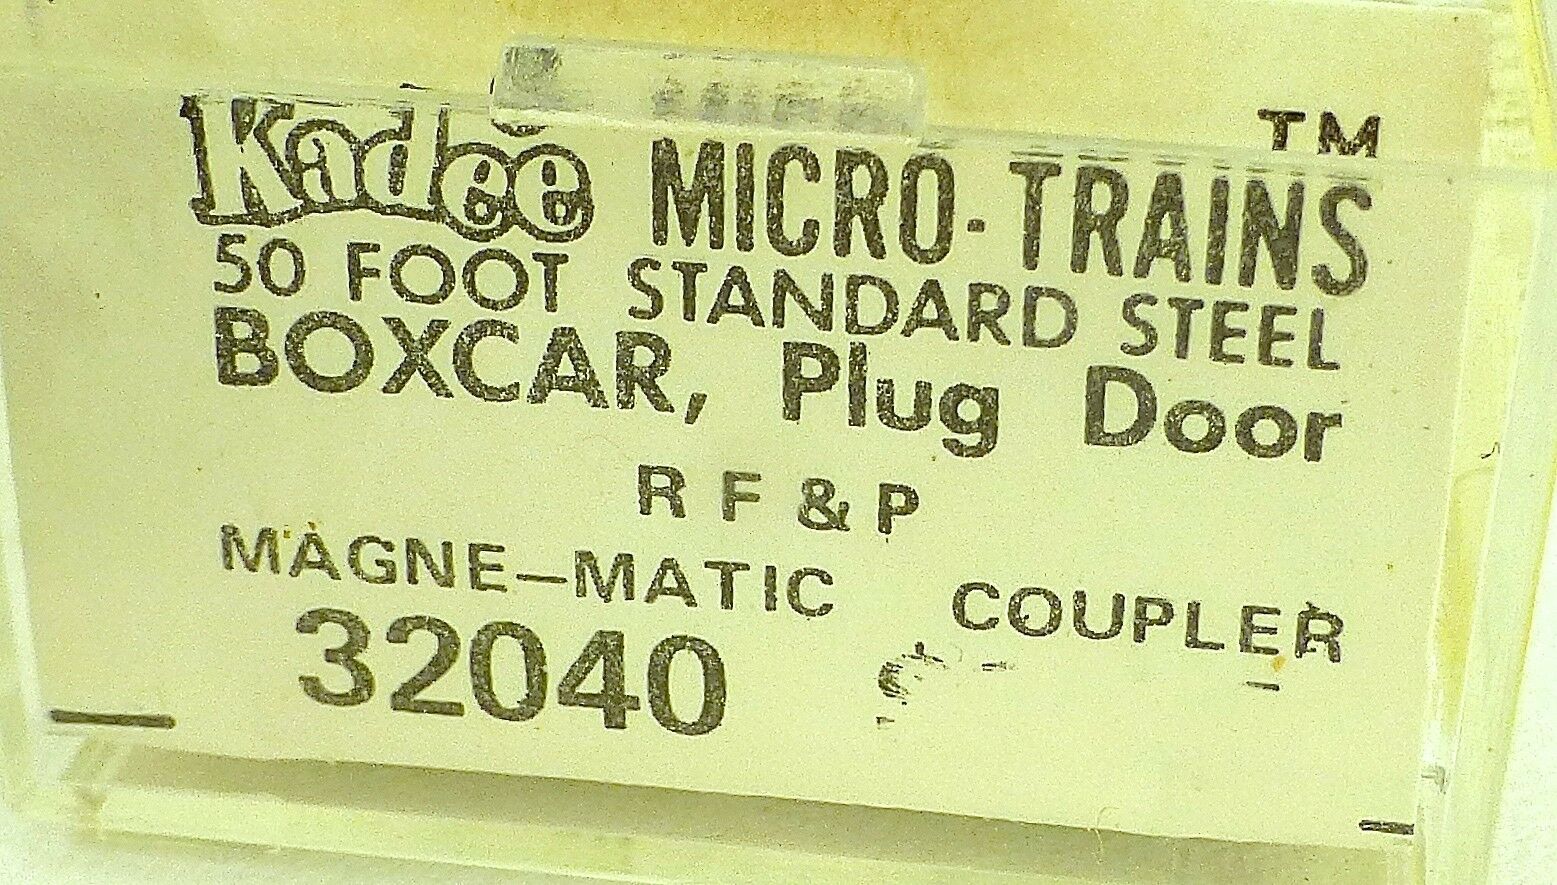 TM
Kadee MICRO-TRAINS
50 FOOT STANDARD STEEL
BOXCAR, Plug Door
R F & P
MAGNE-MATIC COUPLER
32040